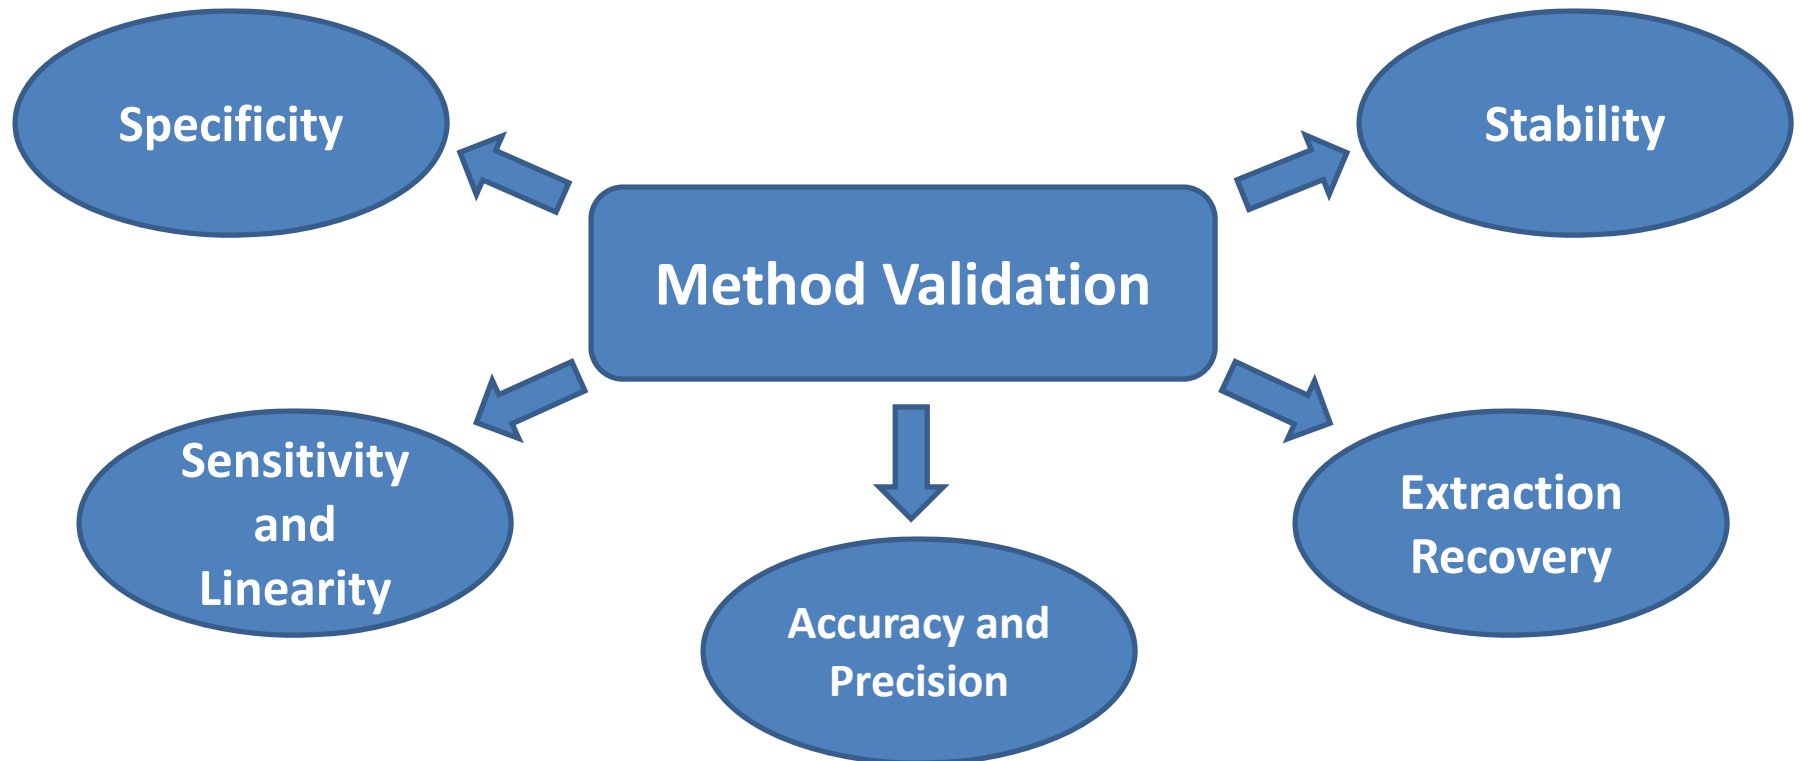 Specificity
Stability
Method Validation
Sensitivity
and
Linearity
Extraction
Recovery
Accuracy and
Precision